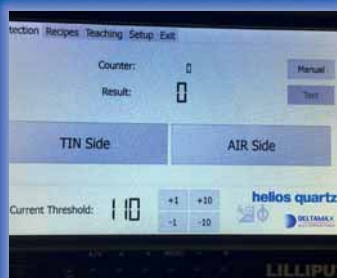 tection Recipes Teaching Setup Exit
Counter: 0 Manual
Result: 0 Test
TIN Side AIR Side
Current Threshold: 110 +1 +10 helios quartz
-1 -10 DELTAMAX
LILLIPU